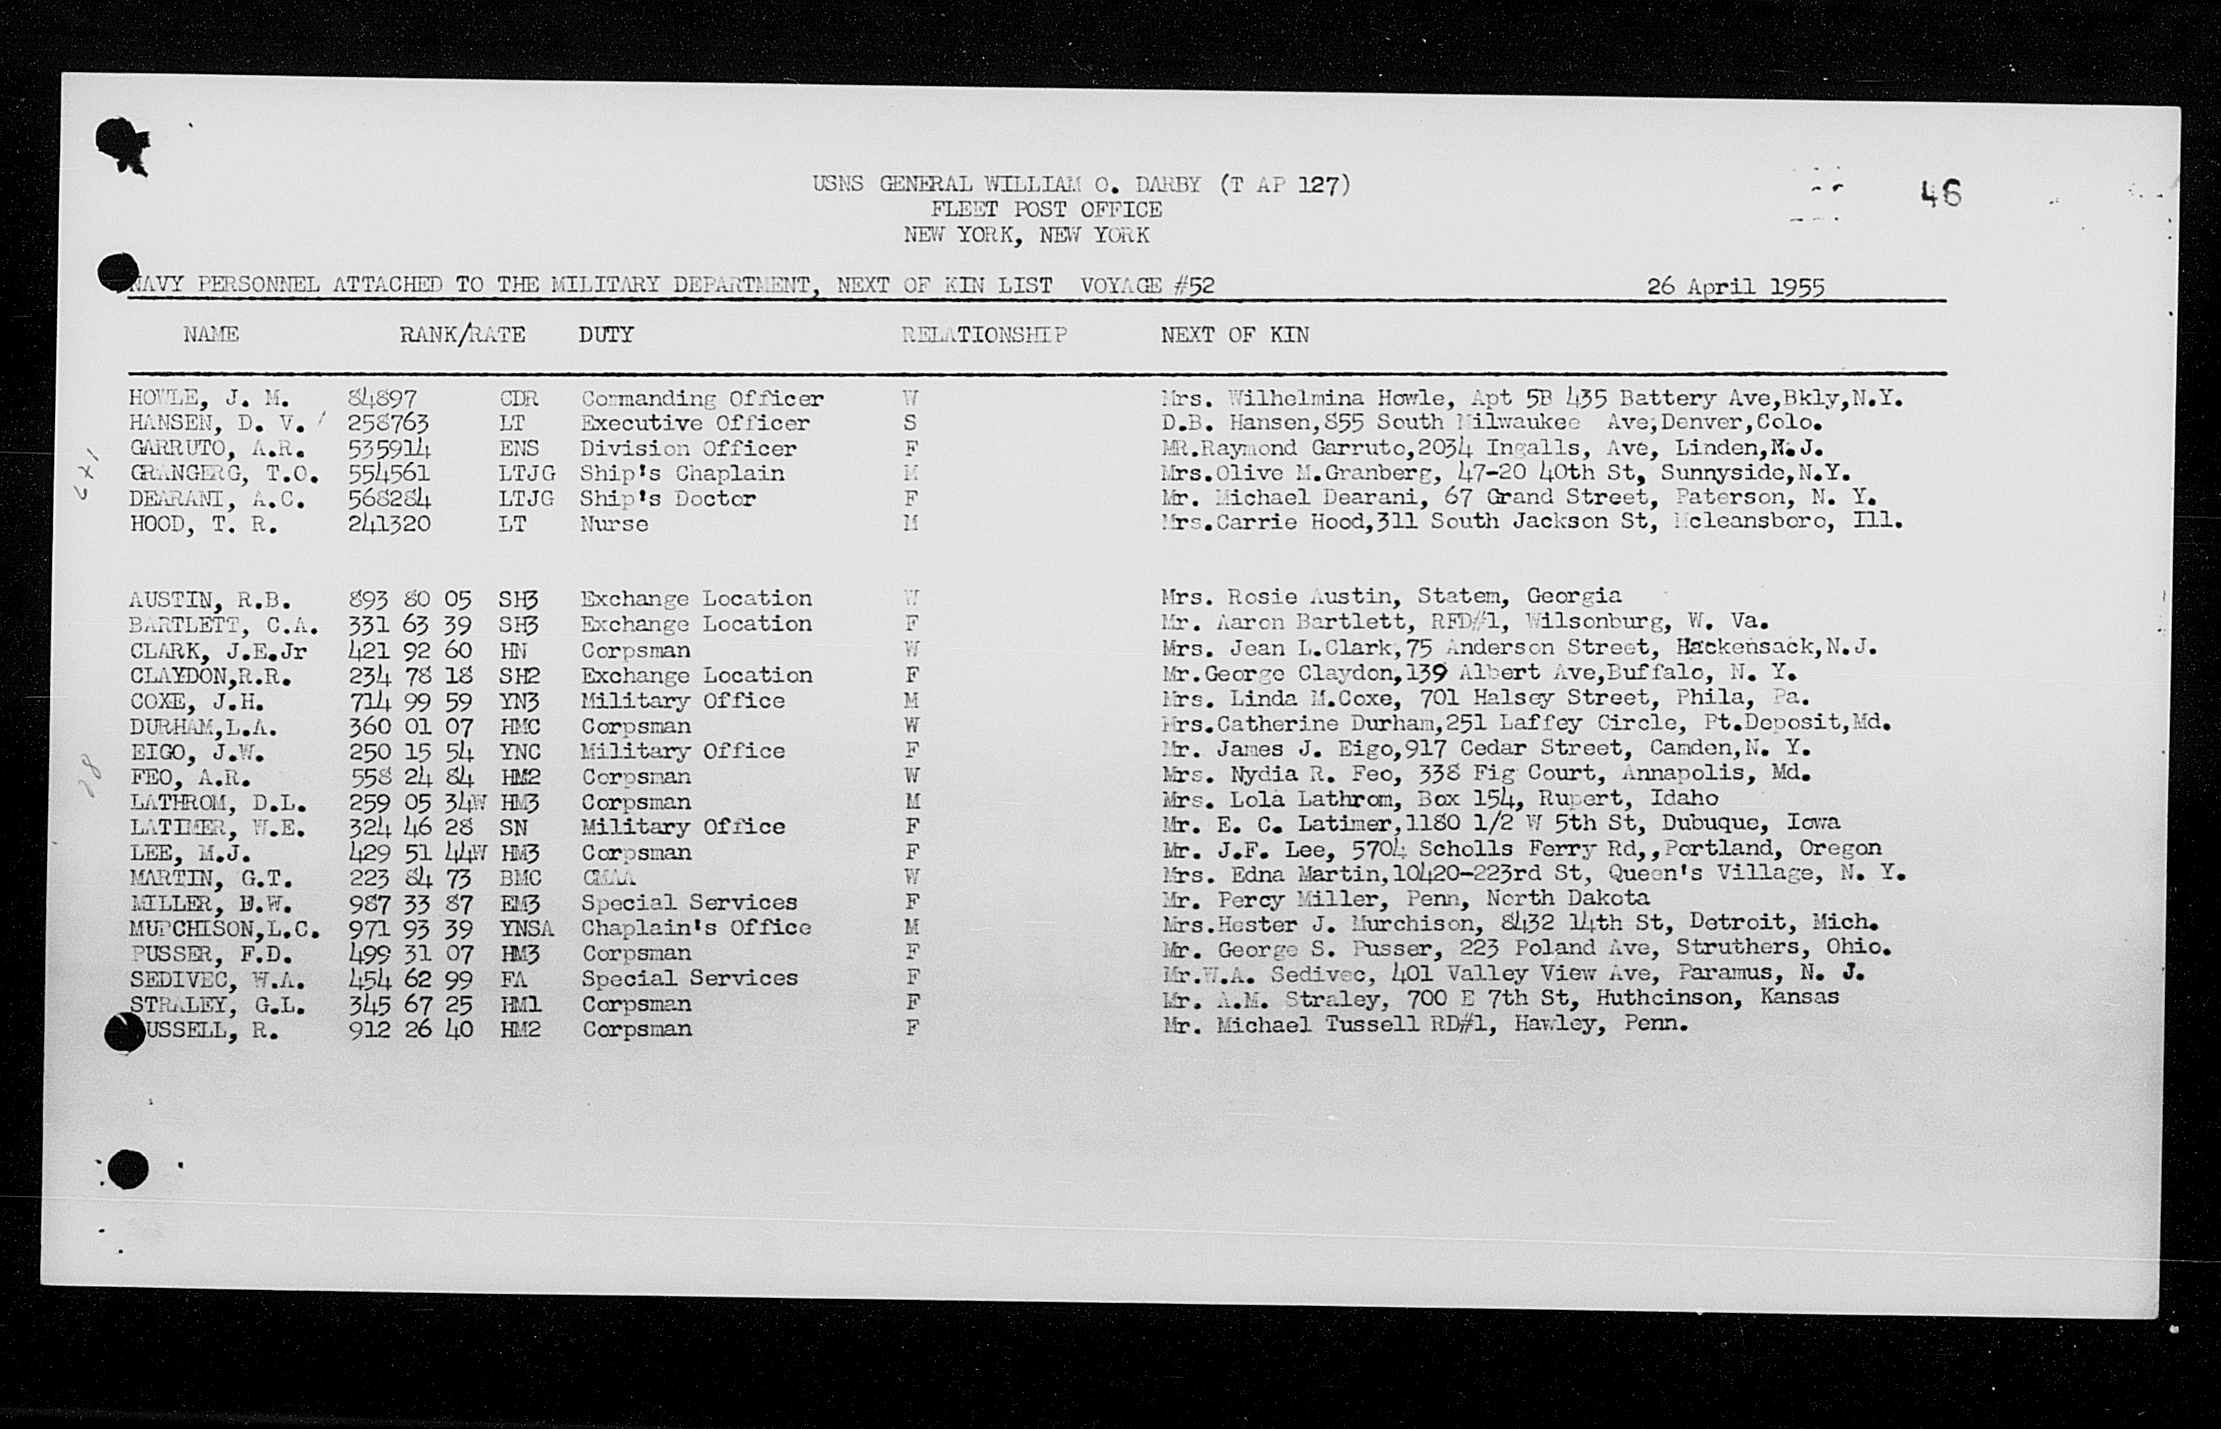 USNS GENERAL WILLIAM O. DARBY (T AP 127)
46
FLEET POST OFFICE
NEW YORK, NEW YORK
NAVY PERSONNEL ATTACHED TO THE MILITARY DEPARTMENT, NEXT OF KIN LIST VOYAGE #52 26 April 1955
NAME RANK/RATE DUTY RELATIONSHIP NEXT OF KIN
HOWLE, J. M. 84897 CDR Commanding Officer W Mrs. Wilhelmina Howle, Apt 5B 435 Battery Ave,Bkly,N.Y.
HANSEN, D. V. 258763 LT Executive Officer S D.B. Hansen,855 South Milwaukee Ave;Denver,Colo.
GARRUTO, A.R. 535914 ENS Division Officer F MR.Raymond Garruto,2034 Ingalls, Ave, Linden,N.J.
GRANGERG, T.O. 554561 LTJG Ship's Chaplain M Mrs.Olive M.Granberg, 47-20 40th St, Sunnyside,N.Y.
DEARANI, A.C. 568284 LTJG Ship's Doctor F Mr. Michael Dearani, 67 Grand Street, Paterson, N. Y.
HOOD, T. R. 241320 LT Nurse M Mrs.Carrie Hood,311 South Jackson St, Mcleansboro, Ill.
AUSTIN, R.B. 893 80 05 SH3 Exchange Location W Mrs. Rosie Austin, Statem, Georgia
BARTLETT, C.A. 331 63 39 SH3 Exchange Location F Mr. Aaron Bartlett, RFD#1, Wilsonburg, W. Va.
CLARK, J.E.Jr 421 92 60 HN Corpsman W Mrs. Jean L.Clark,75 Anderson Street, Hackensack,N.J.
CLAYDON,R.R. 234 78 18 SH2 Exchange Location F Mr.George Claydon,139 Albert Ave,Buffalo, N. Y.
COXE, J.H. 714 99 59 YN3 Military Office M Mrs. Linda M.Coxe, 701 Halsey Street, Phila, Pa.
DURHAM,L.A. 360 01 07 HMC Corpsman W Mrs.Catherine Durham,251 Laffey Circle, Pt.Deposit,Md.
EIGO, J.W. 250 15 54 YNC Military Office F Mr. James J. Eigo,917 Cedar Street, Camden,N. Y.
FEO, A.R. 558 24 84 HM2 Corpsman W Mrs. Nydia R. Feo, 338 Fig Court, Annapolis, Md.
LATHROM, D.L. 259 05 34W HM3 Corpsman M Mrs. Lola Lathrom, Box 154, Rupert, Idaho
LATIMER, W.E. 324 46 28 SN Military Office F Mr. E. C. Latimer,1180 1/2 W 5th St, Dubuque, Iowa
LEE, M.J. 429 51 44W HM3 Corpsman F Mr. J.F. Lee, 5704 Scholls Ferry Rd,,Portland, Oregon
MARTIN, G.T. 223 84 73 BMC CMAA W Mrs. Edna Martin,10420-223rd St, Queen's Village, N. Y.
MILLER, E.W. 987 33 87 EM3 Special Services F Mr. Percy Miller, Penn, North Dakota
MURCHISON,L.C. 971 93 39 YNSA Chaplain's Office M Mrs.Hester J. Murchison, 8432 14th St, Detroit, Mich.
PUSSER, F.D. 499 31 07 HM3 Corpsman F Mr. George S. Pusser, 223 Poland Ave, Struthers, Ohio.
SEDIVEC, W.A. 454 62 99 FA Special Services F Mr.W.A. Sedivec, 401 Valley View Ave, Paramus, N. J.
STRALEY, G.L. 345 67 25 HM1 Corpsman F Mr. A.M. Straley, 700 E 7th St, Huthcinson, Kansas
USSELL, R. 912 26 40 HM2 Corpsman F Mr. Michael Tussell RD#1, Hawley, Penn.